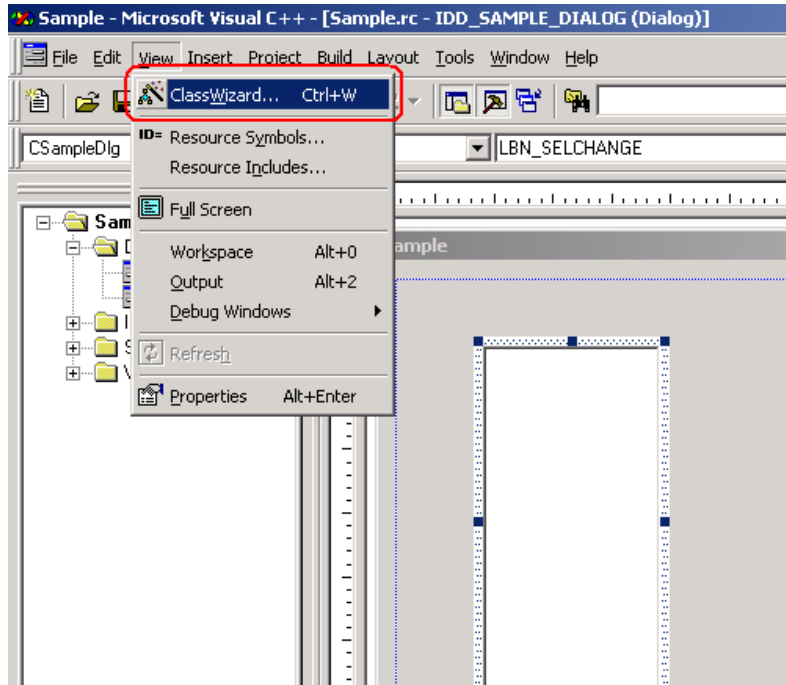 Sample - Microsoft Visual C++ - [Sample.rc - IDD_SAMPLE_DIALOG (Dialog)]
File Edit View Insert Project Build Layout Tools Window Help
ClassWizard... Ctrl+W
CSampleDlg
LBN_SELCHANGE
ID= Resource Symbols...
Resource Includes...
Full Screen
Workspace Alt+0
Output Alt+2
Debug Windows
Refresh
Properties Alt+Enter
Sam
ample